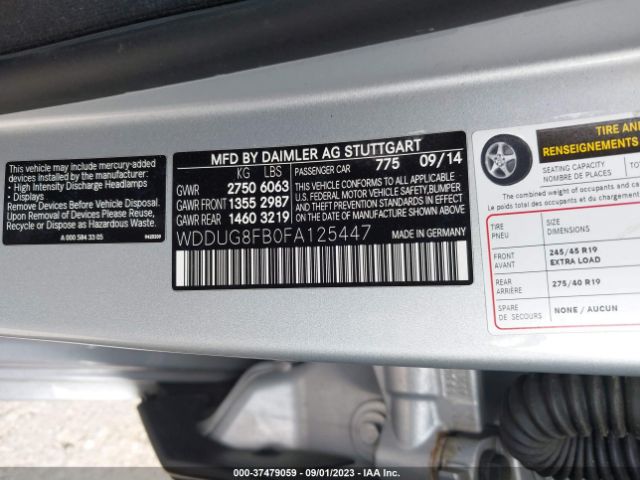 This vehicle may include mercury-added
devices installed by the manufacturer:
- High Intensity Discharge Headlamps
- Displays
Remove Devices Before Vehicle Disposal.
Upon Removal of Devices Please Reuse,
Recycle or Dispose as Hazardous Waste.
A 000 584 33 05
MFD BY DAIMLER AG STUTTGART
KG LBS
PASSENGER CAR 775 09/14
GVWR 2750 6063
GAWR FRONT 1355 2987
GAWR REAR 1460 3219
THIS VEHICLE CONFORMS TO ALL APPLICABLE
U.S. FEDERAL MOTOR VEHICLE SAFETY,BUMPER
AND THEFT PREVENTION STANDARDS IN EFFECT
ON THE DATE OF MANUFACTURE SHOWN ABOVE.
WDDUG8FB0FA125447
MADE IN GERMANY
TIRE AND
RENSEIGNEMENTS
SEATING CAPACITY
NOMBRE DE PLACES
The combined weight of occupants and
TIRE
PNEU
SIZE
DIMENSIONS
FRONT
AVANT
245/45 R19
EXTRA LOAD
REAR
ARRIÈRE
275/40 R19
SPARE
DE SECOURS
NONE / AUCUN
000-37479059 - 09/01/2023 - IAA Inc.